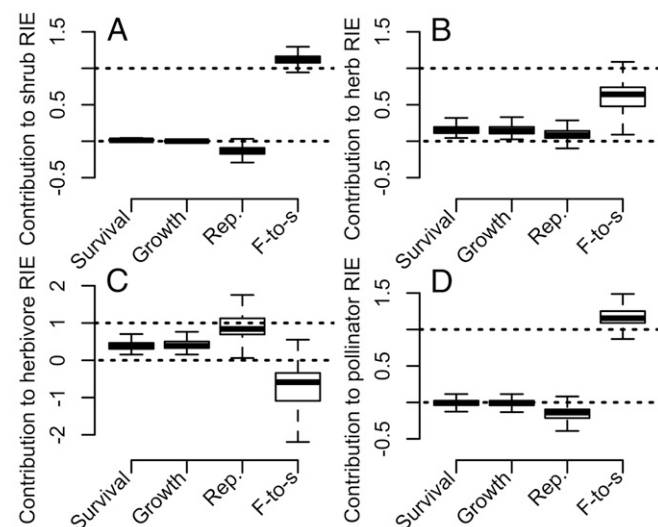 A
Contribution to shrub RIE
1.5
0.5
-0.5
Survival
Growth
Rep.
F-to-s
B
Contribution to herb RIE
1.5
0.5
-0.5
Survival
Growth
Rep.
F-to-s
C
Contribution to herbivore RIE
2
1
0
-1
-2
Survival
Growth
Rep.
F-to-s
D
Contribution to pollinator RIE
1.5
0.5
-0.5
Survival
Growth
Rep.
F-to-s